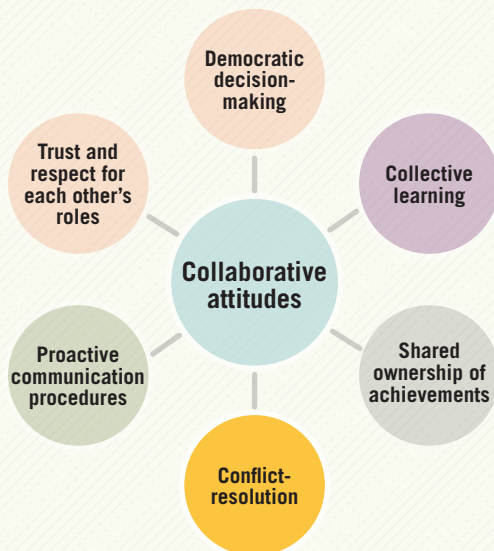 Democratic
decision-
making
Trust and
respect for
each other's
roles
Collective
learning
Collaborative
attitudes
Proactive
communication
procedures
Shared
ownership of
achievements
Conflict-
resolution